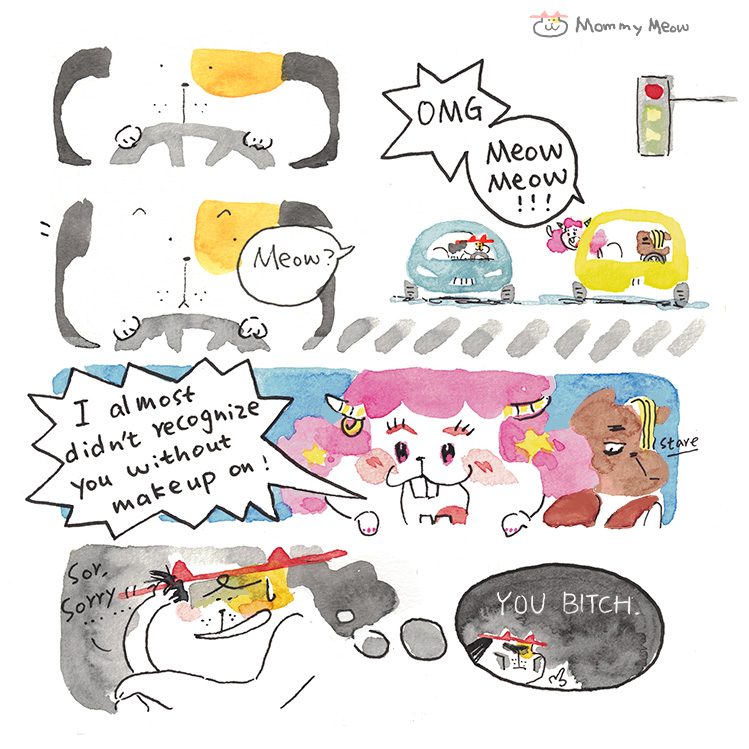 Mommy Meow
OMG
Meow
Meow
!!!
Meow?
I almost
didn't recognize
you without
makeup on!
stare
Sor,
Sorry.....
YOU BITCH.